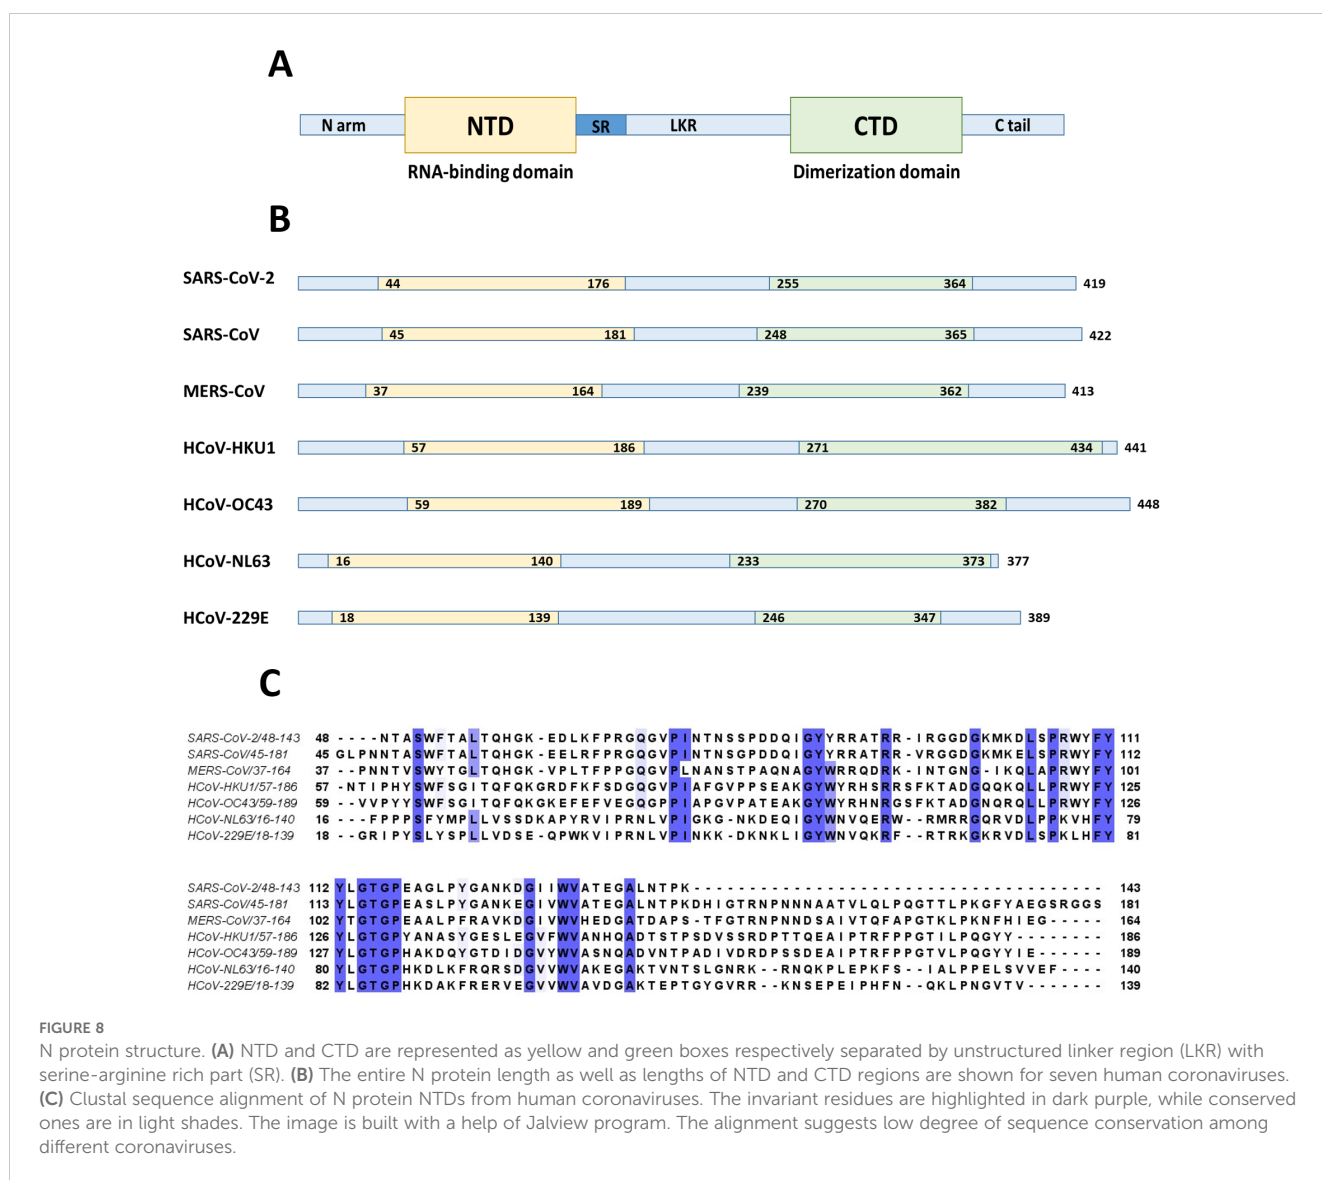 A
N arm NTD SR LKR CTD C tail
RNA-binding domain Dimerization domain
B
SARS-CoV-2 44 176 255 364 419
SARS-CoV 45 181 248 365 422
MERS-CoV 37 164 239 362 413
HCoV-HKU1 57 186 271 434 441
HCoV-OC43 59 189 270 382 448
HCoV-NL63 16 140 233 373 377
HCoV-229E 18 139 246 347 389
C
SARS-CoV-2/48-143 48 ----NTASWFTALTQHGK-EDLKFPRGQGVPINTNSSPDDQIGYYRRATRR-IRGGDGKMKDLSPRWYFY 111
SARS-CoV/45-181 45 GLPNNTASWFTALTQHGK-EELRFPRGQGVPINTNSGPDDQIGYYRRATRR-VRGGDGKMKELSPRWYFY 112
MERS-CoV/37-164 37 --PNNTVSWYTGLTQHGK-VPLTFPPGQGVPLNANSTPAQNAGYWRRQDRK-INTGNG-IKQLAPRWYFY 101
HCoV-HKU1/57-186 57 -NTIPHYSWFSGITQFQKGRDFKFSDGQGVPIAFGVPPSEAKGYWYRHSRRSFKTADGQQKQLLPRWYFY 125
HCoV-OC43/59-189 59 --VVPYYSWFSGITQFQKGKEFEFVEGQGPPIAPGVPATEAKGYWYRHNRGSFKTADGNQRQLLPRWYFY 126
HCoV-NL63/16-140 16 ---FPPPSFYMPLLVSSDKAPYRVIPRNLVPIGKG-NKDEQIGYWNVQERW--RMRRGQRVDLPPKVHFY 79
HCoV-229E/18-139 18 --GRIPYSLYSPLLVDSE-QPWKVIPRNLVPINKK-DKNKLIGYWNVQKRF--RTRKGQRVDLSPKLHFY 81
SARS-CoV-2/48-143 112 YLGTGPEAGLPYGANKDGIIWVATEGALNTPK------------------------------------- 143
SARS-CoV/45-181 113 YLGTGPEASLPYGANKEGIVWVATEGALNTPKDHIGTRNPNNNAATVLQLPQGTTLPKGFYAEGSRGGS 181
MERS-CoV/37-164 102 YTGTGPEAALPFRAVKDGIVWVHEDGATDAPS-TFGTRNPNNDSAIVTQFAPGTKLPKNFHIEG----- 164
HCoV-HKU1/57-186 126 YLGTGPYANASYGESLEGVFWVANHQADTSTPSDVSSRDPTTQEAIPTRFPPGTILPQGYY------- 186
HCoV-OC43/59-189 127 YLGTGPHAKDQYGTDIDGVYWVASNQADVNTPADIVDRDPSSDEAIPTRFPPGTVLPQGYYIE----- 189
HCoV-NL63/16-140 80 YLGTGPHKDLKFRQRSDGVVWVAKEGAKTVNTSLGNRK--RNQKPLEPKFS--IALPPELSVVEF---- 140
HCoV-229E/18-139 82 YLGTGPHKDAKFRERVEGVVWVAVDGAKTEPTGYGVRR--KNSEPEIPHFN--QKLPNGVTV------- 139
FIGURE 8
N protein structure. (A) NTD and CTD are represented as yellow and green boxes respectively separated by unstructured linker region (LKR) with
serine-arginine rich part (SR). (B) The entire N protein length as well as lengths of NTD and CTD regions are shown for seven human coronaviruses.
(C) Clustal sequence alignment of N protein NTDs from human coronaviruses. The invariant residues are highlighted in dark purple, while conserved
ones are in light shades. The image is built with a help of Jalview program. The alignment suggests low degree of sequence conservation among
different coronaviruses.